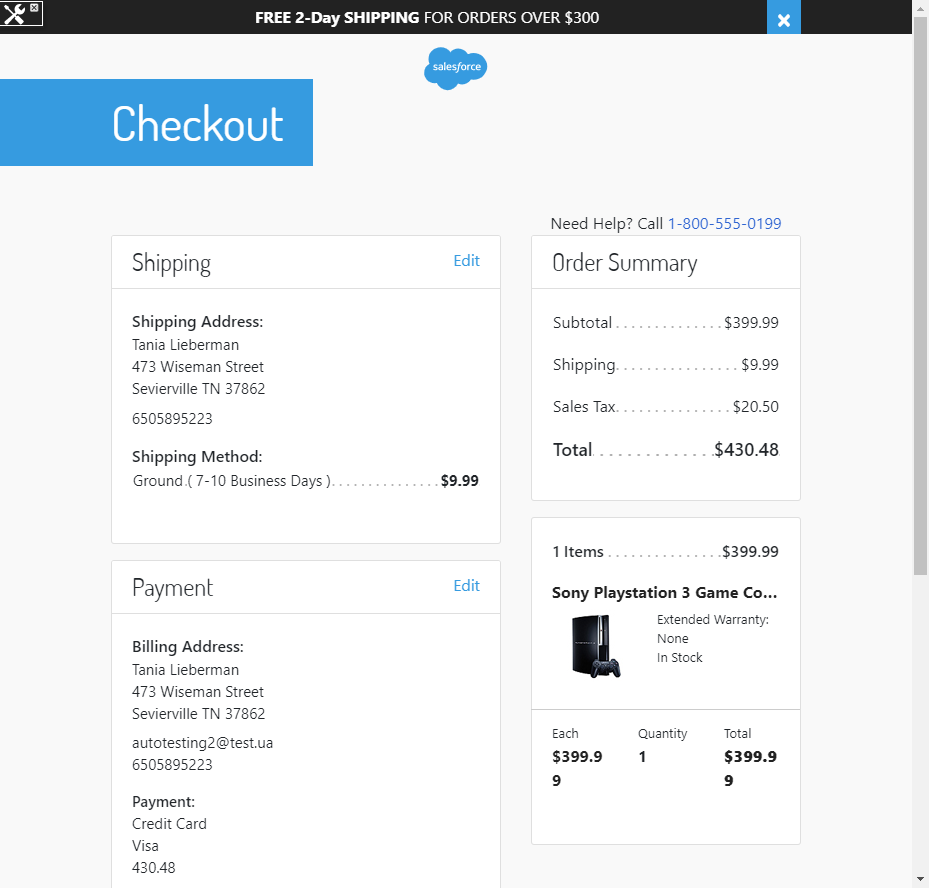 FREE 2-Day SHIPPING FOR ORDERS OVER $300
salesforce
Checkout
Need Help? Call 1-800-555-0199
Shipping
Edit
Shipping Address:
Tania Lieberman
473 Wiseman Street
Sevierville TN 37862
6505895223
Shipping Method:
Ground ( 7-10 Business Days ) $9.99
Payment
Edit
Billing Address:
Tania Lieberman
473 Wiseman Street
Sevierville TN 37862
autotesting2@test.ua
6505895223
Payment:
Credit Card
Visa
430.48
Order Summary
Subtotal $399.99
Shipping $9.99
Sales Tax $20.50
Total $430.48
1 Items $399.99
Sony Playstation 3 Game Co...
Extended Warranty:
None
In Stock
Each Quantity Total
$399.9 1 $399.9
9 9